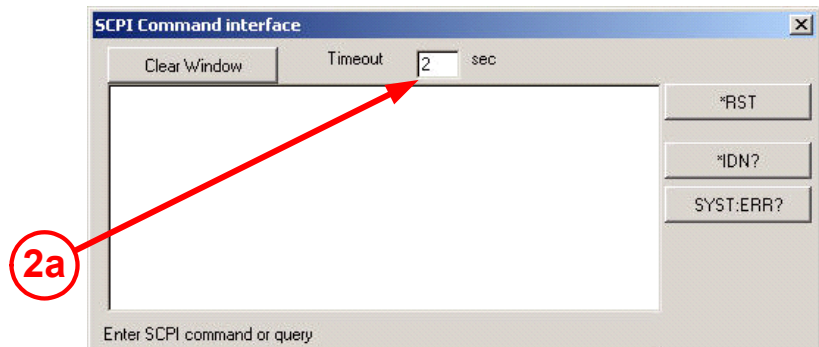 SCPI Command interface
Clear Window Timeout 2 sec
*RST
*IDN?
SYST:ERR?
2a
Enter SCPI command or query